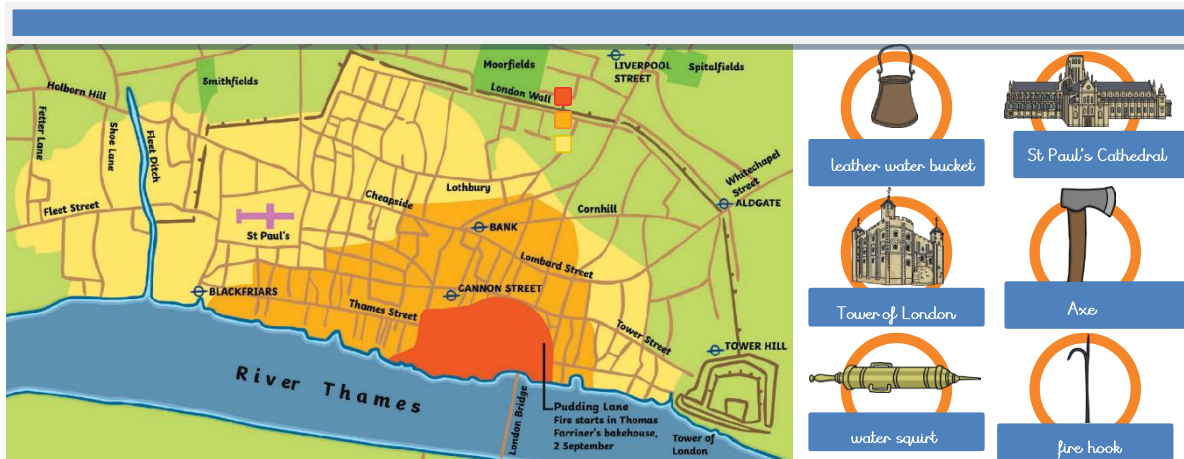 Moorfields
LIVERPOOL
STREET
Spitalfields
Smithfields
Holborn Hill
London Wall
Fetter Lane
Shoe Lane
Fleet Ditch
Whitechapel
Street
Lothbury
Cheapside
Cornhill
ALDGATE
Fleet Street
St Paul's
BANK
Lombard Street
BLACKFRIARS
CANNON STREET
Thames Street
Tower Street
TOWER HILL
River Thames
London Bridge
Pudding Lane
Fire starts in Thomas
Farriner's bakehouse,
2 September
Tower of
London
leather water bucket
St Paul's Cathedral
Tower of London
Axe
water squirt
fire hook